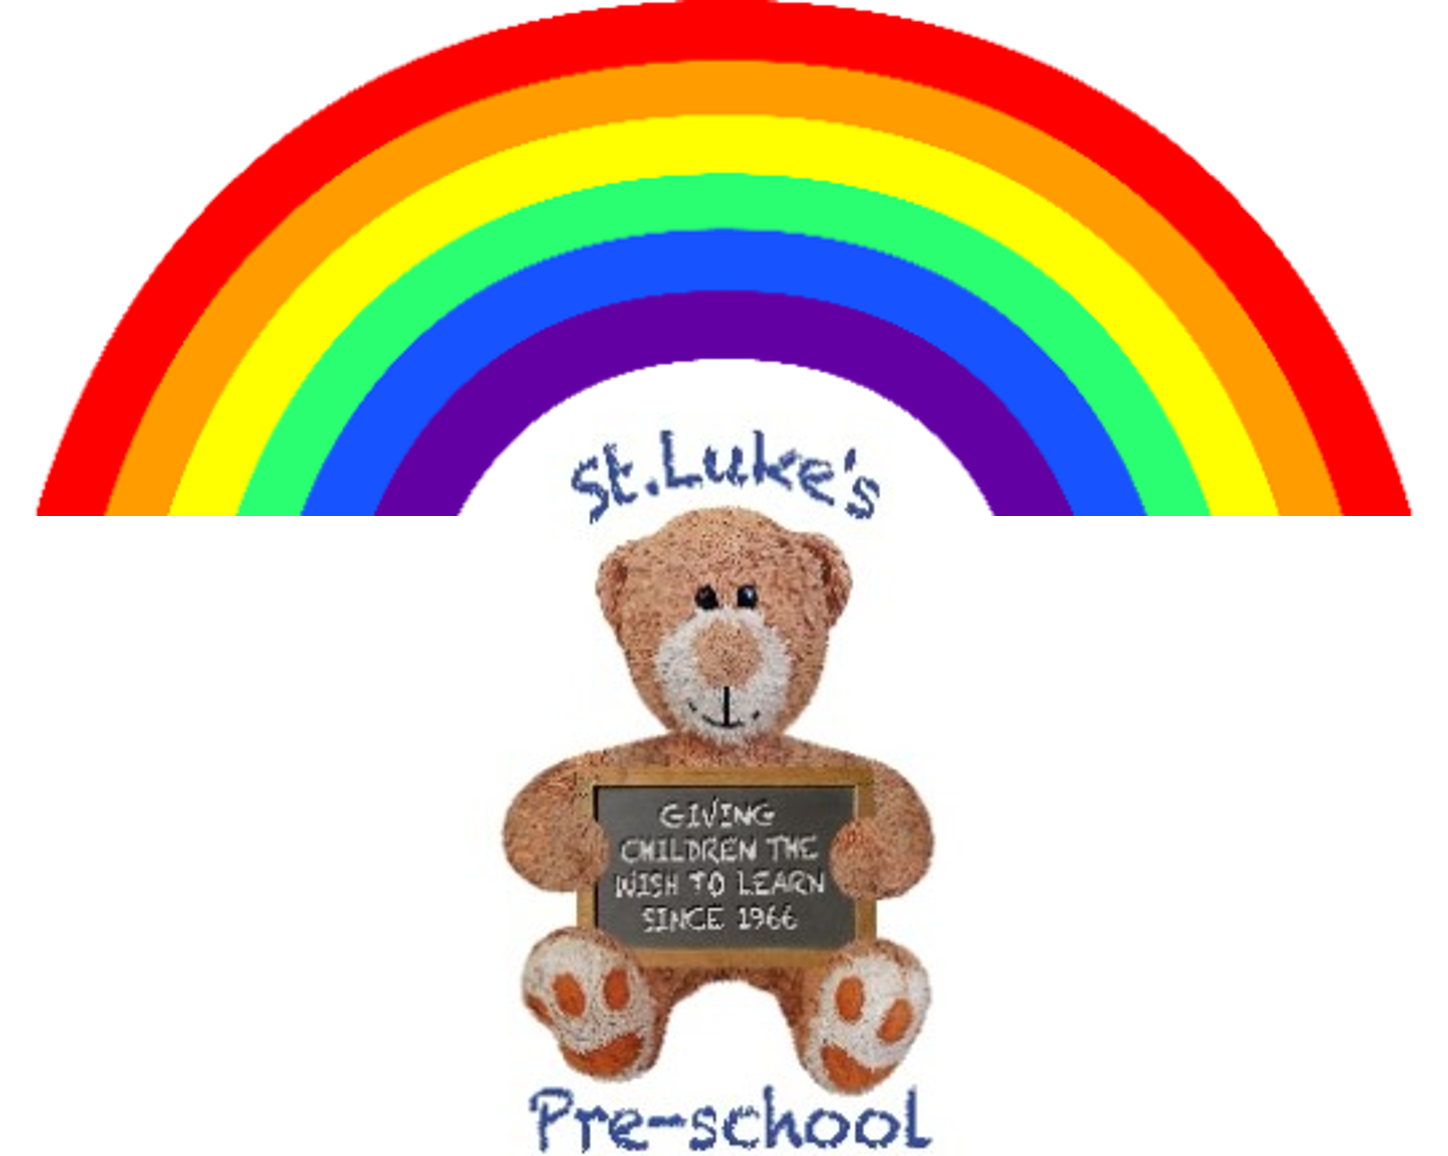 St.Luke's
GIVING
CHILDREN THE
WISH TO LEARN
SINCE 1966
Pre-school